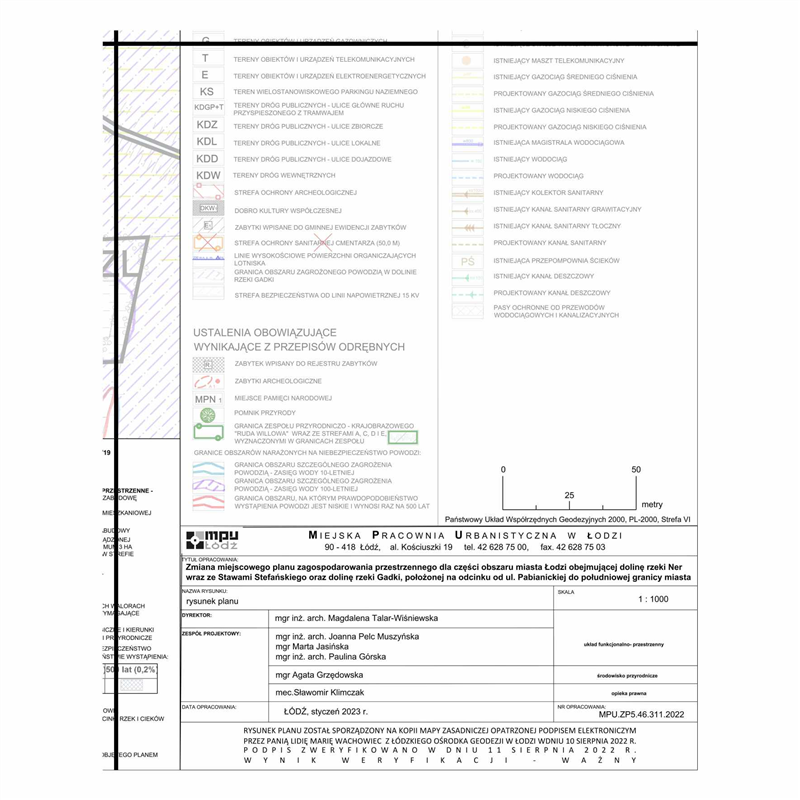 G TERENY OBIEKTÓW I URZĄDZEŃ GAZOWNICZYCH
T TERENY OBIEKTÓW I URZĄDZEŃ TELEKOMUNIKACYJNYCH
E TERENY OBIEKTÓW I URZĄDZEŃ ELEKTROENERGETYCZNYCH
KS TEREN WIELOSTANOWISKOWEGO PARKINGU NAZIEMNEGO
KDGP+T TERENY DRÓG PUBLICZNYCH - ULICE GŁÓWNE RUCHU
PRZYSPIESZONEGO Z TRAMWAJEM
KDZ TERENY DRÓG PUBLICZNYCH - ULICE ZBIORCZE
KDL TERENY DRÓG PUBLICZNYCH - ULICE LOKALNE
KDD TERENY DRÓG PUBLICZNYCH - ULICE DOJAZDOWE
KDW TERENY DRÓG WEWNĘTRZNYCH
STREFA OCHRONY ARCHEOLOGICZNEJ
DKW DOBRO KULTURY WSPÓŁCZESNEJ
E ZABYTKI WPISANE DO GMINNEJ EWIDENCJI ZABYTKÓW
STREFA OCHRONY SANITARNEJ CMENTARZA (50,0 M)
LINIE WYSOKOŚCIOWE POWIERZCHNI OGRANICZAJĄCYCH
LOTNISKA
GRANICA OBSZARU ZAGROŻONEGO POWODZIĄ W DOLINIE
RZEKI GADKI
STREFA BEZPIECZEŃSTWA OD LINII NAPOWIETRZNEJ 15 KV
USTALENIA OBOWIĄZUJĄCE
WYNIKAJĄCE Z PRZEPISÓW ODRĘBNYCH
R ZABYTEK WPISANY DO REJESTRU ZABYTKÓW
ZABYTKI ARCHEOLOGICZNE
MPN 1 MIEJSCE PAMIĘCI NARODOWEJ
POMNIK PRZYRODY
GRANICA ZESPOŁU PRZYRODNICZO - KRAJOBRAZOWEGO
"RUDA WILLOWA" WRAZ ZE STREFAMI A, C, D I E,
WYZNACZONYMI W GRANICACH ZESPOŁU
GRANICE OBSZARÓW NARAŻONYCH NA NIEBEZPIECZEŃSTWO POWODZI:
GRANICA OBSZARU SZCZEGÓLNEGO ZAGROŻENIA
POWODZIĄ - ZASIĘG WODY 10-LETNIEJ
GRANICA OBSZARU SZCZEGÓLNEGO ZAGROŻENIA
POWODZIĄ - ZASIĘG WODY 100-LETNIEJ
GRANICA OBSZARU, NA KTÓRYM PRAWDOPODOBIEŃSTWO
WYSTĄPIENIA POWODZI JEST NISKIE I WYNOSI RAZ NA 500 LAT
ISTNIEJĄCY MASZT TELEKOMUNIKACYJNY
ISTNIEJĄCY GAZOCIĄG ŚREDNIEGO CIŚNIENIA
PROJEKTOWANY GAZOCIĄG ŚREDNIEGO CIŚNIENIA
ISTNIEJĄCY GAZOCIĄG NISKIEGO CIŚNIENIA
PROJEKTOWANY GAZOCIĄG NISKIEGO CIŚNIENIA
ISTNIEJĄCA MAGISTRALA WODOCIĄGOWA
ISTNIEJĄCY WODOCIĄG
PROJEKTOWANY WODOCIĄG
ISTNIEJĄCY KOLEKTOR SANITARNY
ISTNIEJĄCY KANAŁ SANITARNY GRAWITACYJNY
ISTNIEJĄCY KANAŁ SANITARNY TŁOCZNY
PROJEKTOWANY KANAŁ SANITARNY
PŚ ISTNIEJĄCA PRZEPOMPOWNIA ŚCIEKÓW
ISTNIEJĄCY KANAŁ DESZCZOWY
PROJEKTOWANY KANAŁ DESZCZOWY
PASY OCHRONNE OD PRZEWODÓW
WODOCIĄGOWYCH I KANALIZACYJNYCH
0 50
25
metry
Państwowy Układ Współrzędnych Geodezyjnych 2000, PL-2000, Strefa VI
mpu
Łódź
MIEJSKA PRACOWNIA URBANISTYCZNA W ŁODZI
90 - 418 Łódź, al. Kościuszki 19 tel. 42 628 75 00, fax. 42 628 75 03
TYTUŁ OPRACOWANIA:
Zmiana miejscowego planu zagospodarowania przestrzennego dla części obszaru miasta Łodzi obejmującej dolinę rzeki Ner
wraz ze Stawami Stefańskiego oraz dolinę rzeki Gadki, położonej na odcinku od ul. Pabianickiej do południowej granicy miasta
NAZWA RYSUNKU:
rysunek planu
SKALA
1 : 1000
DYREKTOR:
mgr inż. arch. Magdalena Talar-Wiśniewska
ZESPÓŁ PROJEKTOWY:
mgr inż. arch. Joanna Pelc Muszyńska
mgr Marta Jasińska
mgr inż. arch. Paulina Górska
układ funkcjonalno- przestrzenny
mgr Agata Grzędowska
środowisko przyrodnicze
mec.Sławomir Klimczak
opieka prawna
DATA OPRACOWANIA:
ŁÓDŹ, styczeń 2023 r.
NR OPRACOWANIA:
MPU.ZP5.46.311.2022
RYSUNEK PLANU ZOSTAŁ SPORZĄDZONY NA KOPII MAPY ZASADNICZEJ OPATRZONEJ PODPISEM ELEKTRONICZYM
PRZEZ PANIĄ LIDIĘ MARIĘ WACHOWIEC Z ŁÓDZKIEGO OŚRODKA GEODEZJI W ŁODZI WDNIU 10 SIERPNIA 2022 R.
PODPIS ZWERYFIKOWANO W DNIU 11 SIERPNIA 2022 R.
WYNIK WERYFIKACJI - WAŻNY